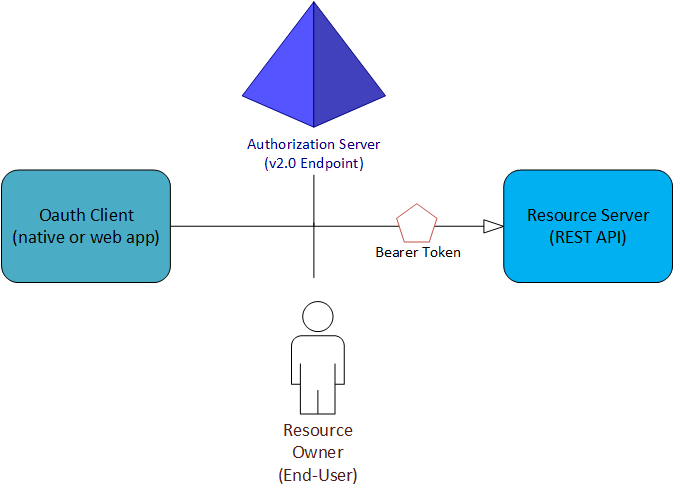 Authorization Server
(v2.0 Endpoint)
Oauth Client
(native or web app)
Resource Server
(REST API)
Bearer Token
Resource
Owner
(End-User)